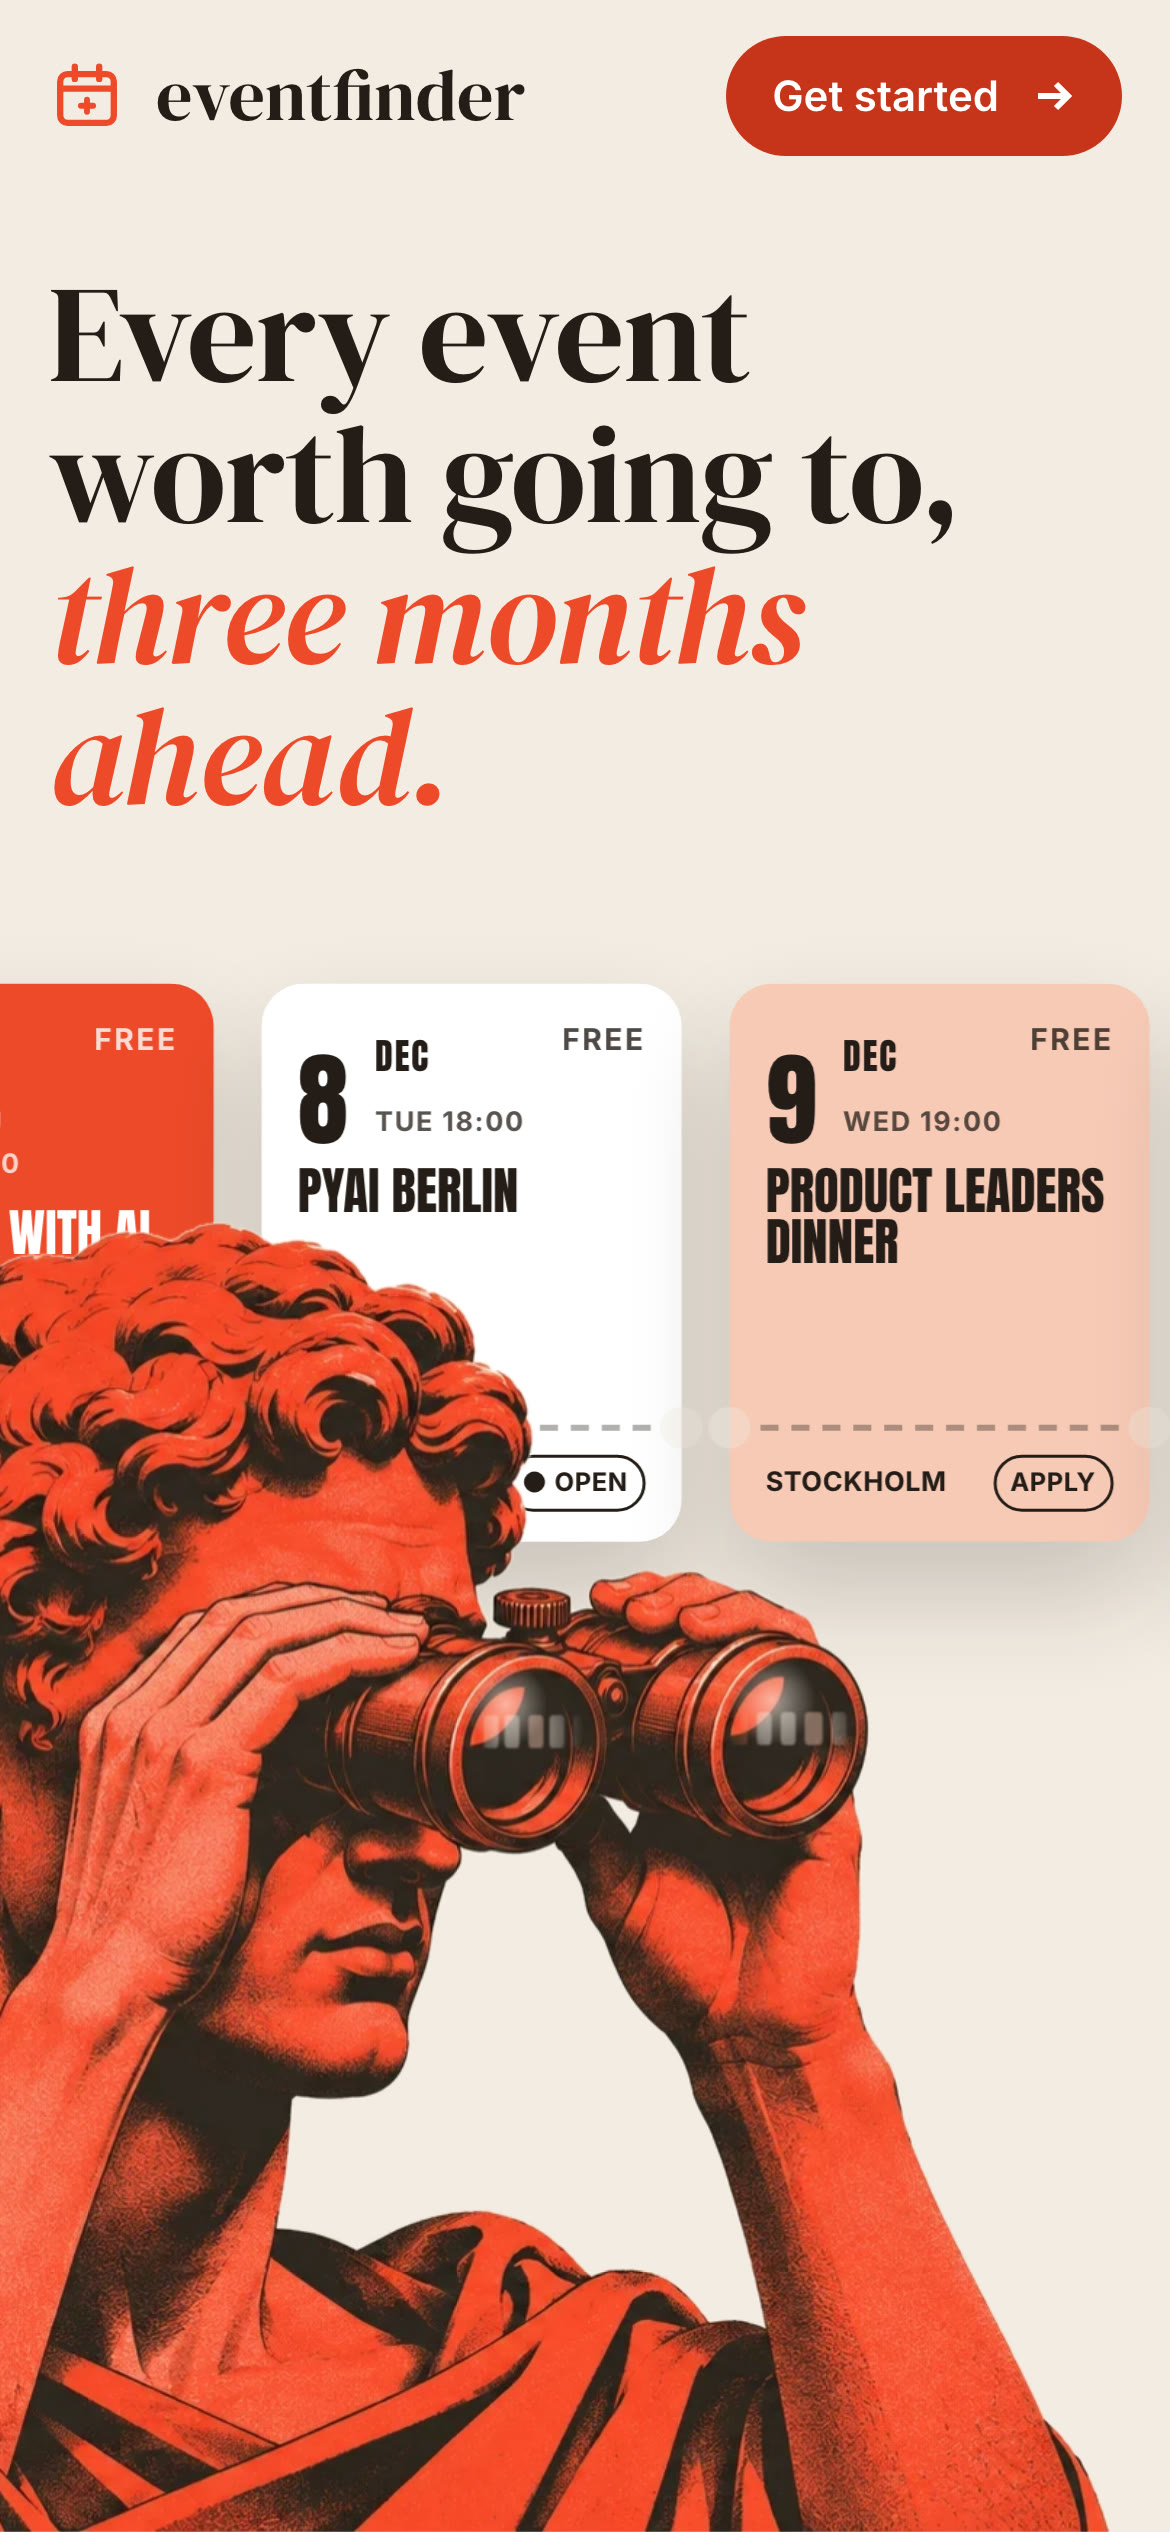 eventfinder
Get started
Every event
worth going to,
three months
ahead.
FREE
WITH AI
8
DEC
FREE
TUE 18:00
PYAI BERLIN
OPEN
9
DEC
FREE
WED 19:00
PRODUCT LEADERS
DINNER
STOCKHOLM
APPLY